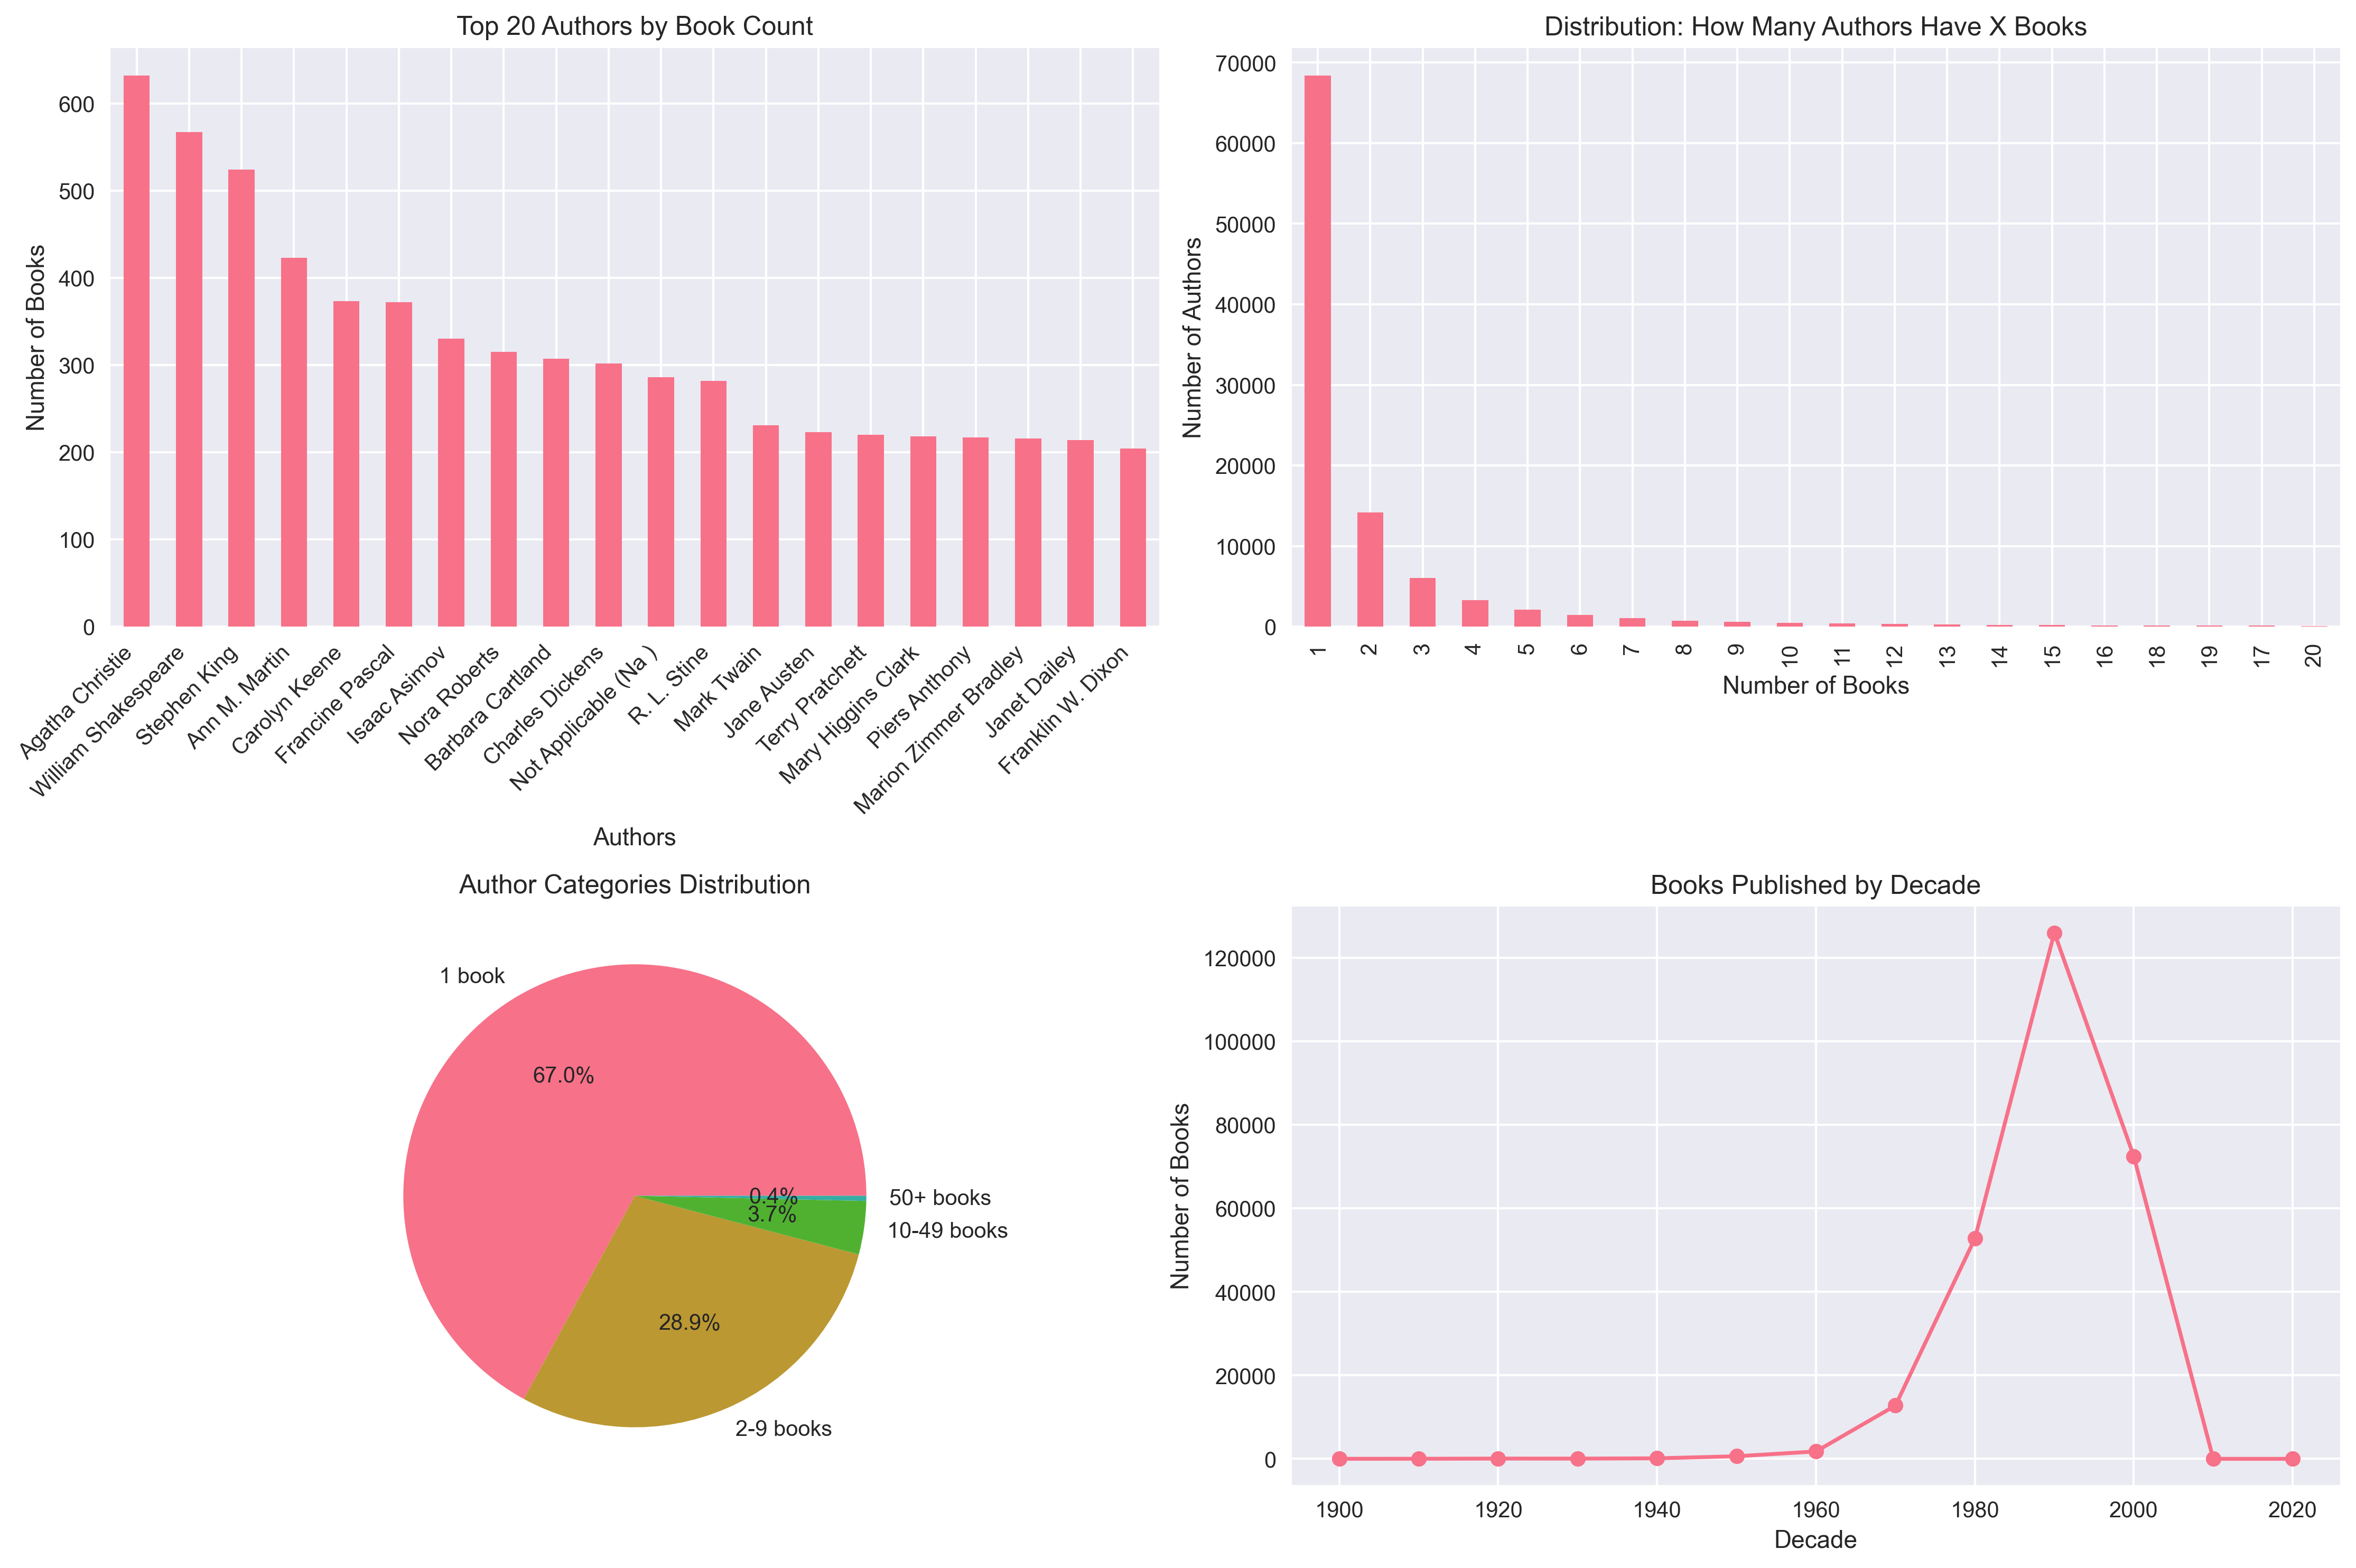 Top 20 Authors by Book Count
Number of Books
600
500
400
300
200
100
0
Agatha Christie
William Shakespeare
Stephen King
Ann M. Martin
Carolyn Keene
Francine Pascal
Isaac Asimov
Nora Roberts
Barbara Cartland
Charles Dickens
Not Applicable (Na )
R. L. Stine
Mark Twain
Jane Austen
Terry Pratchett
Mary Higgins Clark
Piers Anthony
Marion Zimmer Bradley
Janet Dailey
Franklin W. Dixon
Authors
Distribution: How Many Authors Have X Books
Number of Authors
70000
60000
50000
40000
30000
20000
10000
0
1 2 3 4 5 6 7 8 9 10 11 12 13 14 15 16 18 19 17 20
Number of Books
Author Categories Distribution
1 book
67.0%
0.4%
50+ books
3.7%
10-49 books
28.9%
2-9 books
Books Published by Decade
Number of Books
120000
100000
80000
60000
40000
20000
0
1900 1920 1940 1960 1980 2000 2020
Decade